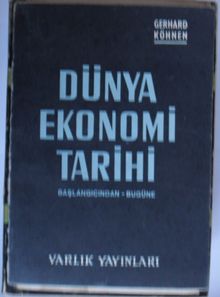 GERHARD
KÖHNEN
DÜNYA
EKONOMİ
TARİHİ
BAŞLANGICINDAN - BUGÜNE
VARLIK YAYINLARI